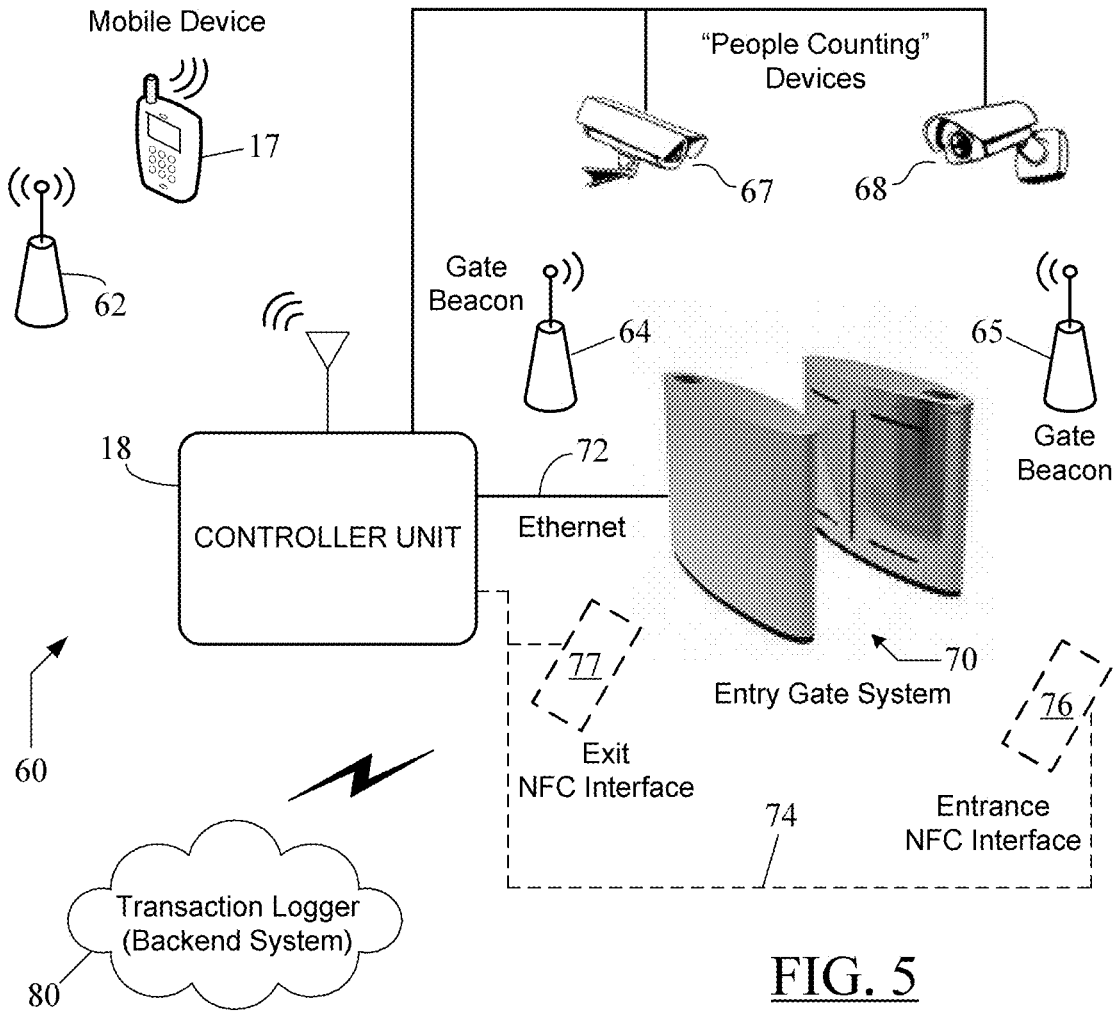 Mobile Device
17
62
"People Counting"
Devices
67
68
Gate
Beacon
64
65
Gate
Beacon
18
CONTROLLER UNIT
72
Ethernet
70
Entry Gate System
77
Exit
NFC Interface
76
Entrance
NFC Interface
74
60
Transaction Logger
(Backend System)
80
FIG. 5